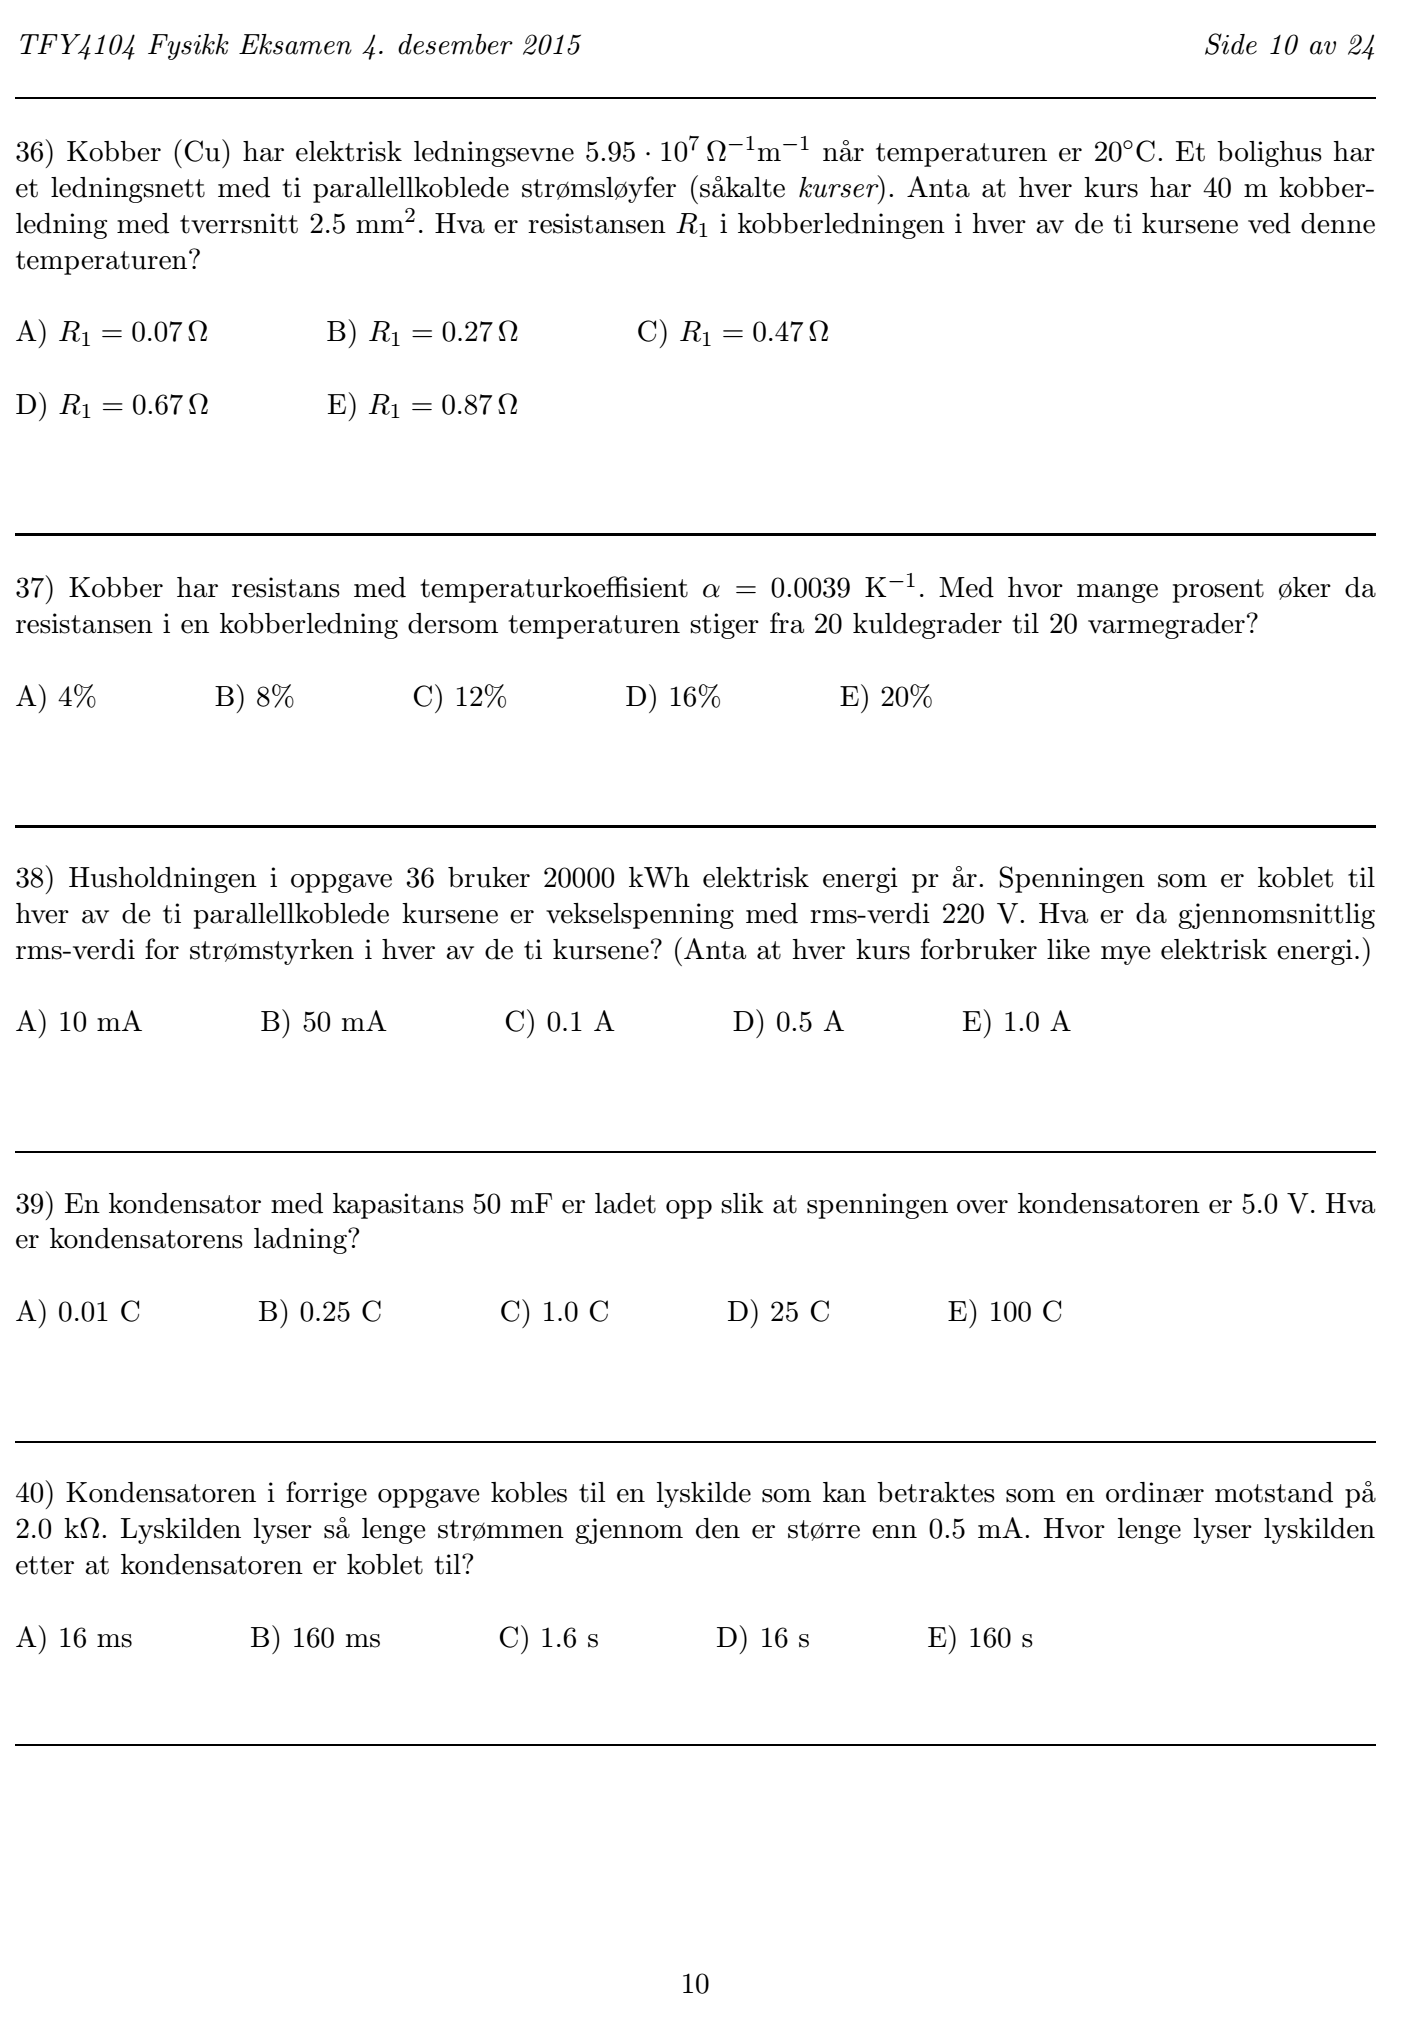 TFY4104 Fysikk Eksamen 4. desember 2015 Side 10 av 24
36) Kobber (Cu) har elektrisk ledningsevne 5.95 · 10⁷ Ω⁻¹m⁻¹ når temperaturen er 20°C. Et bolighus har
et ledningsnett med ti parallellkoblede strømsløyfer (såkalte kurser). Anta at hver kurs har 40 m kobber-
ledning med tverrsnitt 2.5 mm². Hva er resistansen R₁ i kobberledningen i hver av de ti kursene ved denne
temperaturen?
A) R₁ = 0.07 Ω B) R₁ = 0.27 Ω C) R₁ = 0.47 Ω
D) R₁ = 0.67 Ω E) R₁ = 0.87 Ω
37) Kobber har resistans med temperaturkoeffisient α = 0.0039 K⁻¹. Med hvor mange prosent øker da
resistansen i en kobberledning dersom temperaturen stiger fra 20 kuldegrader til 20 varmegrader?
A) 4% B) 8% C) 12% D) 16% E) 20%
38) Husholdningen i oppgave 36 bruker 20000 kWh elektrisk energi pr år. Spenningen som er koblet til
hver av de ti parallellkoblede kursene er vekselspenning med rms-verdi 220 V. Hva er da gjennomsnittlig
rms-verdi for strømstyrken i hver av de ti kursene? (Anta at hver kurs forbruker like mye elektrisk energi.)
A) 10 mA B) 50 mA C) 0.1 A D) 0.5 A E) 1.0 A
39) En kondensator med kapasitans 50 mF er ladet opp slik at spenningen over kondensatoren er 5.0 V. Hva
er kondensatorens ladning?
A) 0.01 C B) 0.25 C C) 1.0 C D) 25 C E) 100 C
40) Kondensatoren i forrige oppgave kobles til en lyskilde som kan betraktes som en ordinær motstand på
2.0 kΩ. Lyskilden lyser så lenge strømmen gjennom den er større enn 0.5 mA. Hvor lenge lyser lyskilden
etter at kondensatoren er koblet til?
A) 16 ms B) 160 ms C) 1.6 s D) 16 s E) 160 s
10